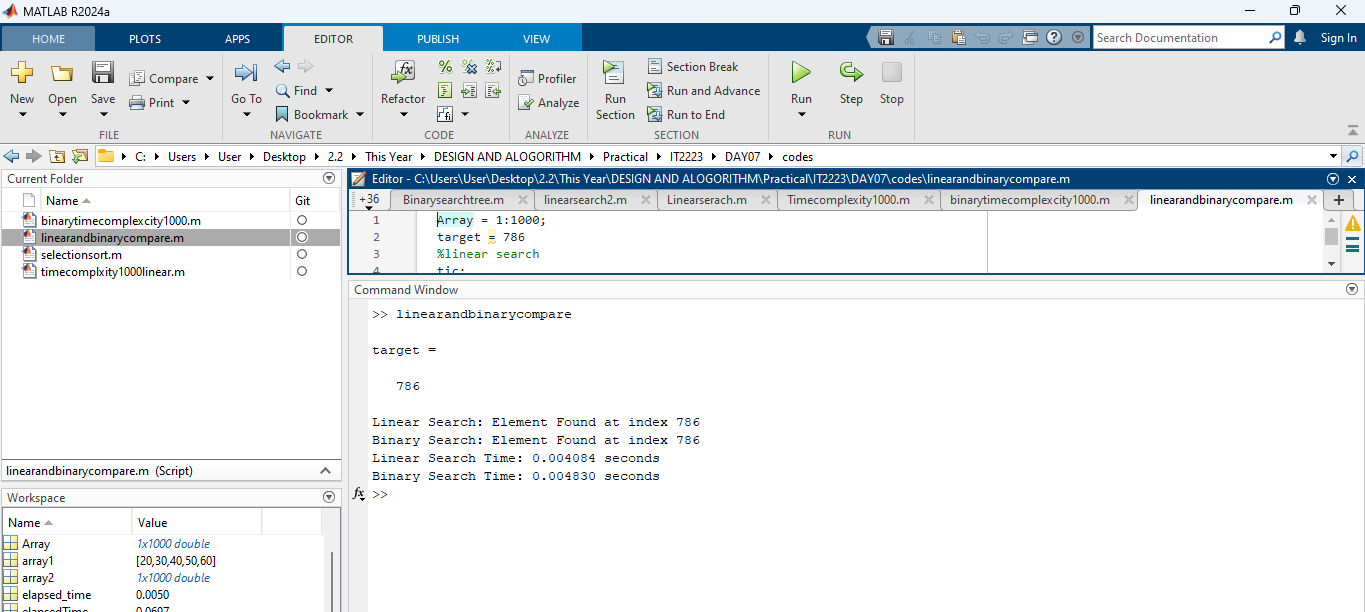 MATLAB R2024a
HOME PLOTS APPS EDITOR PUBLISH VIEW Search Documentation Sign In
New Open Save Compare Print
FILE
Go To Find Bookmark
NAVIGATE
Refactor
CODE
Profiler Analyze
ANALYZE
Run Section Section Break Run and Advance Run to End
SECTION
Run Step Stop
RUN
C: Users User Desktop 2.2 This Year DESIGN AND ALOGORITHM Practical IT2223 DAY07 codes
Current Folder
Name Git
binarytimecomplexcity1000.m
linearandbinarycompare.m
selectionsort.m
timecomplxity1000linear.m
linearandbinarycompare.m (Script)
Workspace
Name Value
Array 1x1000 double
array1 [20,30,40,50,60]
array2 1x1000 double
elapsed_time 0.0050
elapsedTime 0.0697
Editor - C:\Users\User\Desktop\2.2\This Year\DESIGN AND ALOGORITHM\Practical\IT2223\DAY07\codes\linearandbinarycompare.m
+36 Binarysearchtree.m linearsearch2.m Linearserach.m Timecomplexity1000.m binarytimecomplexcity1000.m linearandbinarycompare.m
1 Array = 1:1000;
2 target = 786
3 %linear search
4 tic;
Command Window
>> linearandbinarycompare
target =
786
Linear Search: Element Found at index 786
Binary Search: Element Found at index 786
Linear Search Time: 0.004084 seconds
Binary Search Time: 0.004830 seconds
fx >>